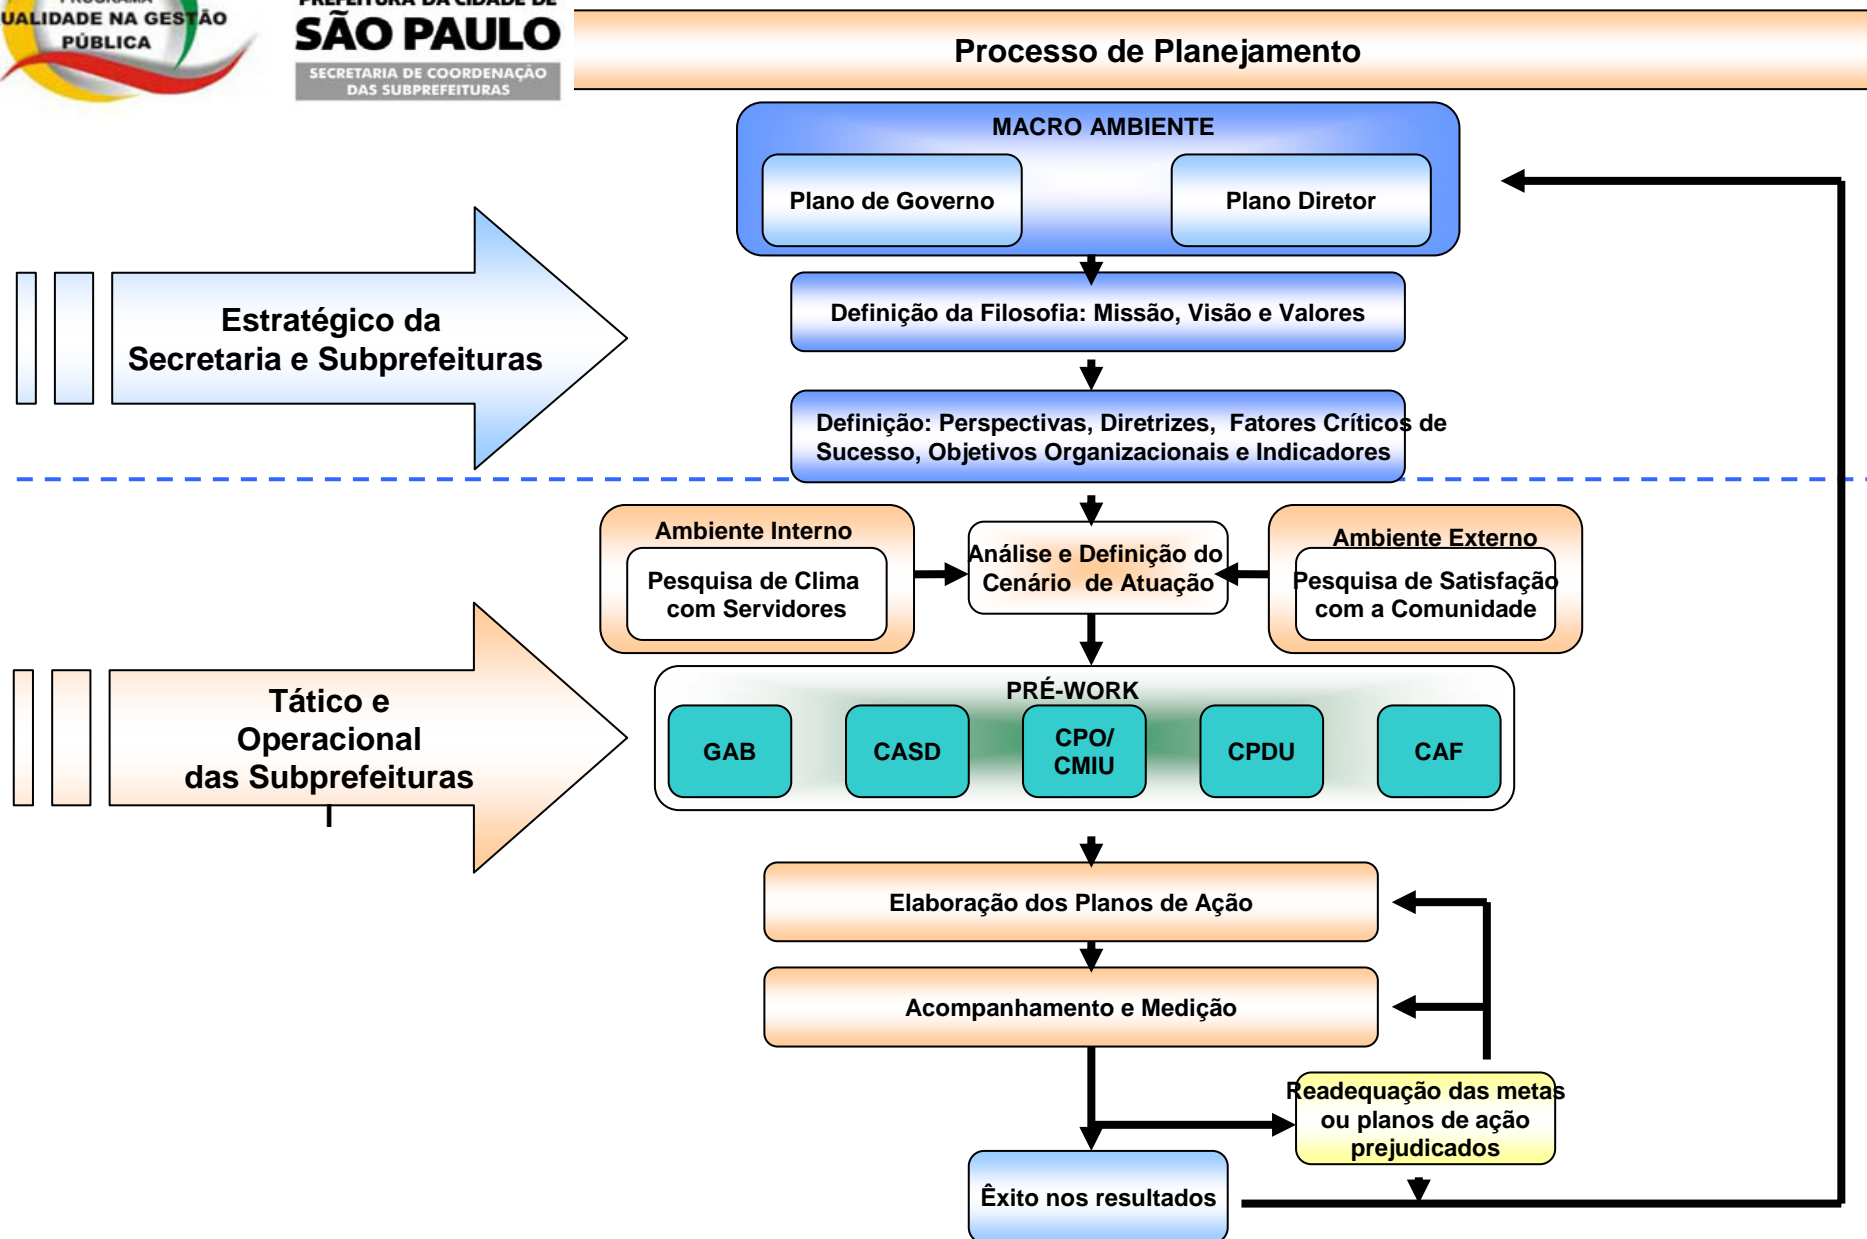 PÚBLICA
SÃO PAULO
SECRETARIA DE COORDENAÇÃO
DAS SUBPREFEITURAS
Processo de Planejamento
MACRO AMBIENTE
Plano de Governo
Plano Diretor
Estratégico da
Secretaria e Subprefeituras
Definição da Filosofia: Missão, Visão e Valores
Definição: Perspectivas, Diretrizes, Fatores Críticos de
Sucesso, Objetivos Organizacionais e Indicadores
Ambiente Interno
Pesquisa de Clima
com Servidores
Análise e Definição do
Cenário de Atuação
Ambiente Externo
Pesquisa de Satisfação
com a Comunidade
Tático e
Operacional
das Subprefeituras
PRÉ-WORK
GAB
CASD
CPO/
CMIU
CPDU
CAF
Elaboração dos Planos de Ação
Acompanhamento e Medição
Readequação das metas
ou planos de ação
prejudicados
Êxito nos resultados